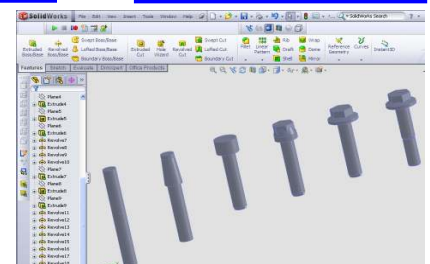 SolidWorks File Edit View Insert Tools Window Help SolidWorks Search
Extruded Boss/Base Revolved Boss/Base Swept Boss/Base Lofted Boss/Base Boundary Boss/Base Extruded Cut Hole Wizard Revolved Cut Swept Cut Lofted Cut Boundary Cut Fillet Linear Pattern Rib Draft Shell Wrap Dome Mirror Reference Geometry Curves Instant3D
Features Sketch Evaluate DimXpert Office Products
Plane4
Extrude4
Plane5
Extrude5
Plane6
Extrude6
Revolve7
Revolve8
Revolve9
Revolve10
Plane7
Extrude7
Plane8
Extrude8
Plane9
Extrude9
Revolve11
Revolve12
Revolve13
Revolve14
Revolve15
Revolve16
Revolve17
Revolve18